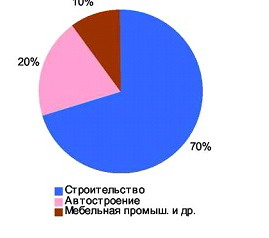 10%
20%
70%
Строительство
Автостроение
Мебельная промыш. и др.